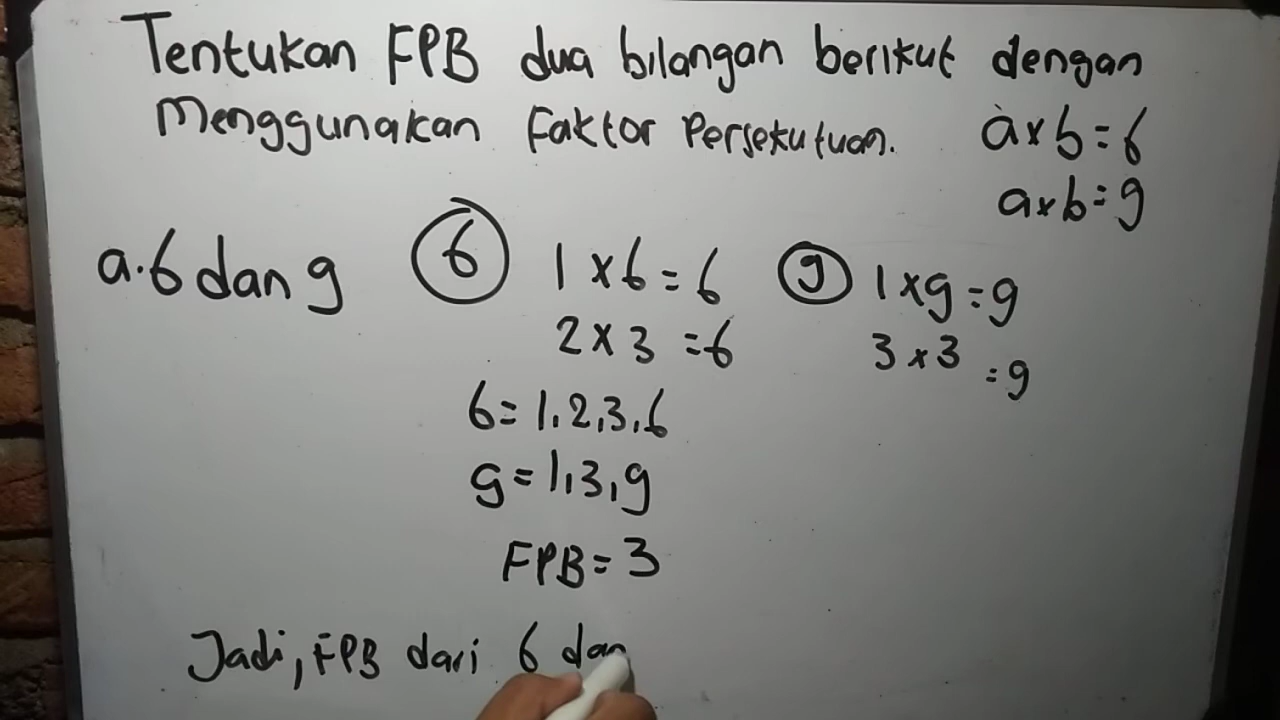 Tentukan FPB dua bilangan berikut dengan
Menggunakan Faktor Persekutuan.
a x b = 6
a x b = 9
a. 6 dan 9
6
1 x 6 = 6
2 x 3 = 6
9
1 x 9 = 9
3 x 3 = 9
6 = 1, 2, 3, 6
9 = 1, 3, 9
FPB = 3
Jadi, FPB dari 6 dan